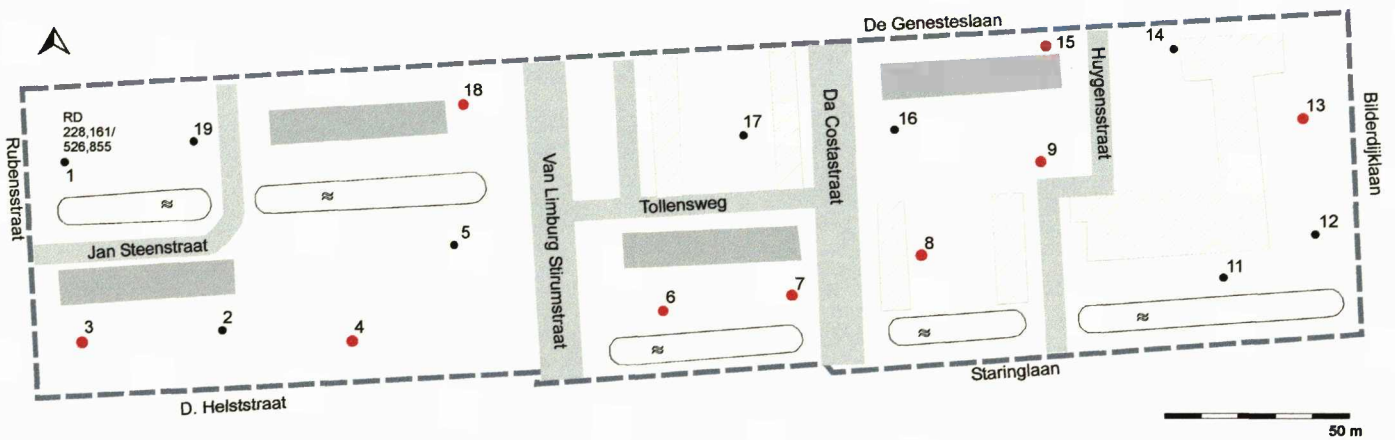 De Genesteslaan
15
14
Huygensstraat
18
RD
228,161/
526,855
19
1
17
16
Da Costastraat
13
Bilderdijklaan
9
Rubensstraat
≈
≈
Van Limburg Stirumstraat
Tollensweg
Jan Steenstraat
5
8
12
11
7
6
3
2
4
≈
≈
≈
D. Helststraat
Staringlaan
50 m